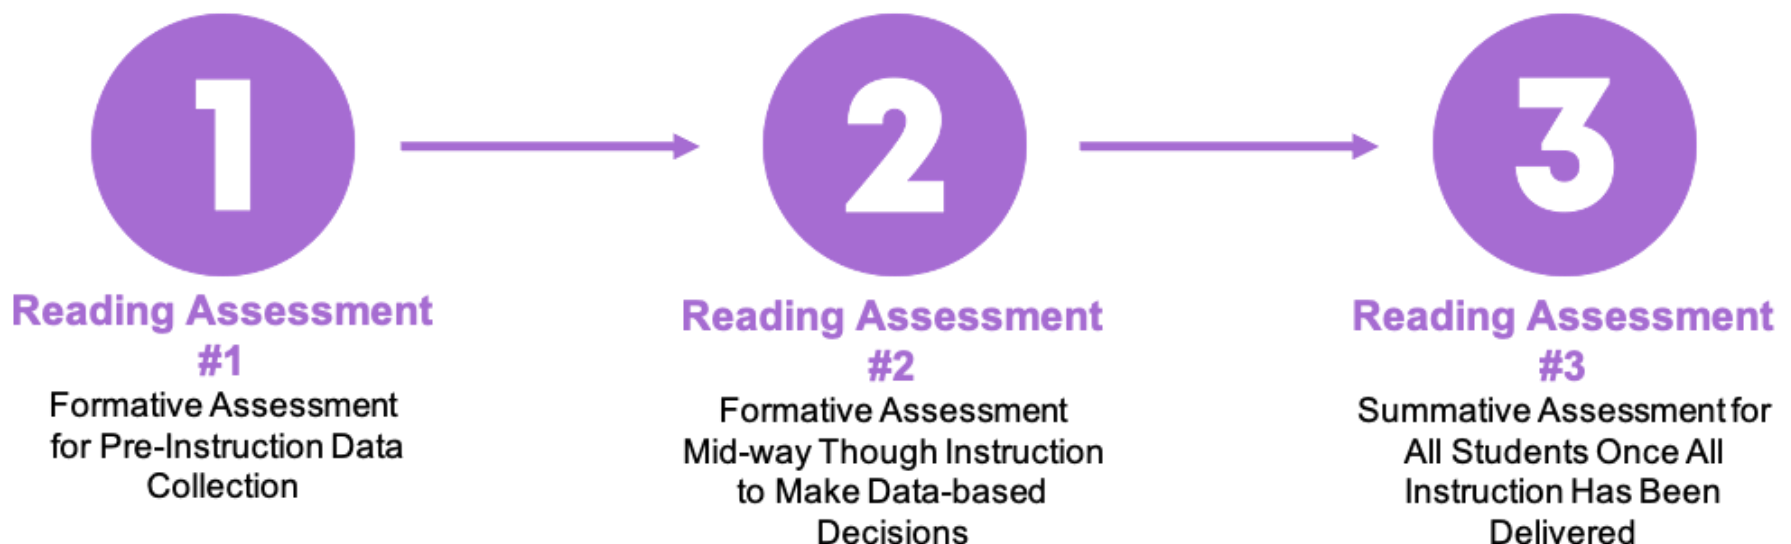 1
Reading Assessment
#1
Formative Assessment
for Pre-Instruction Data
Collection
2
Reading Assessment
#2
Formative Assessment
Mid-way Though Instruction
to Make Data-based
Decisions
3
Reading Assessment
#3
Summative Assessment for
All Students Once All
Instruction Has Been
Delivered